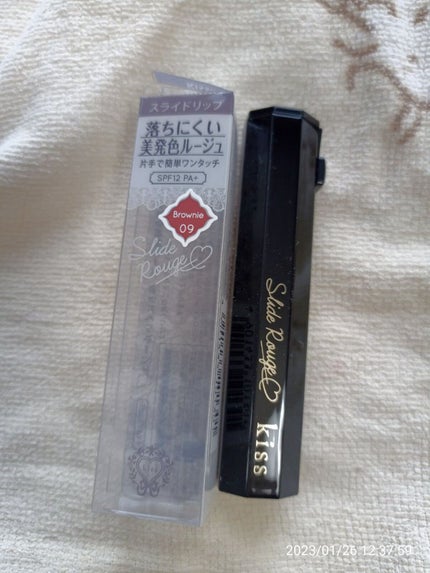 スライドリップ
落ちにくい
美発色ルージュ
片手で簡単ワンタッチ
SPF12 PA+
Brownie
09
Slide
Rouge
Slide Rouge
kiss
2023/01/26 12:37:59